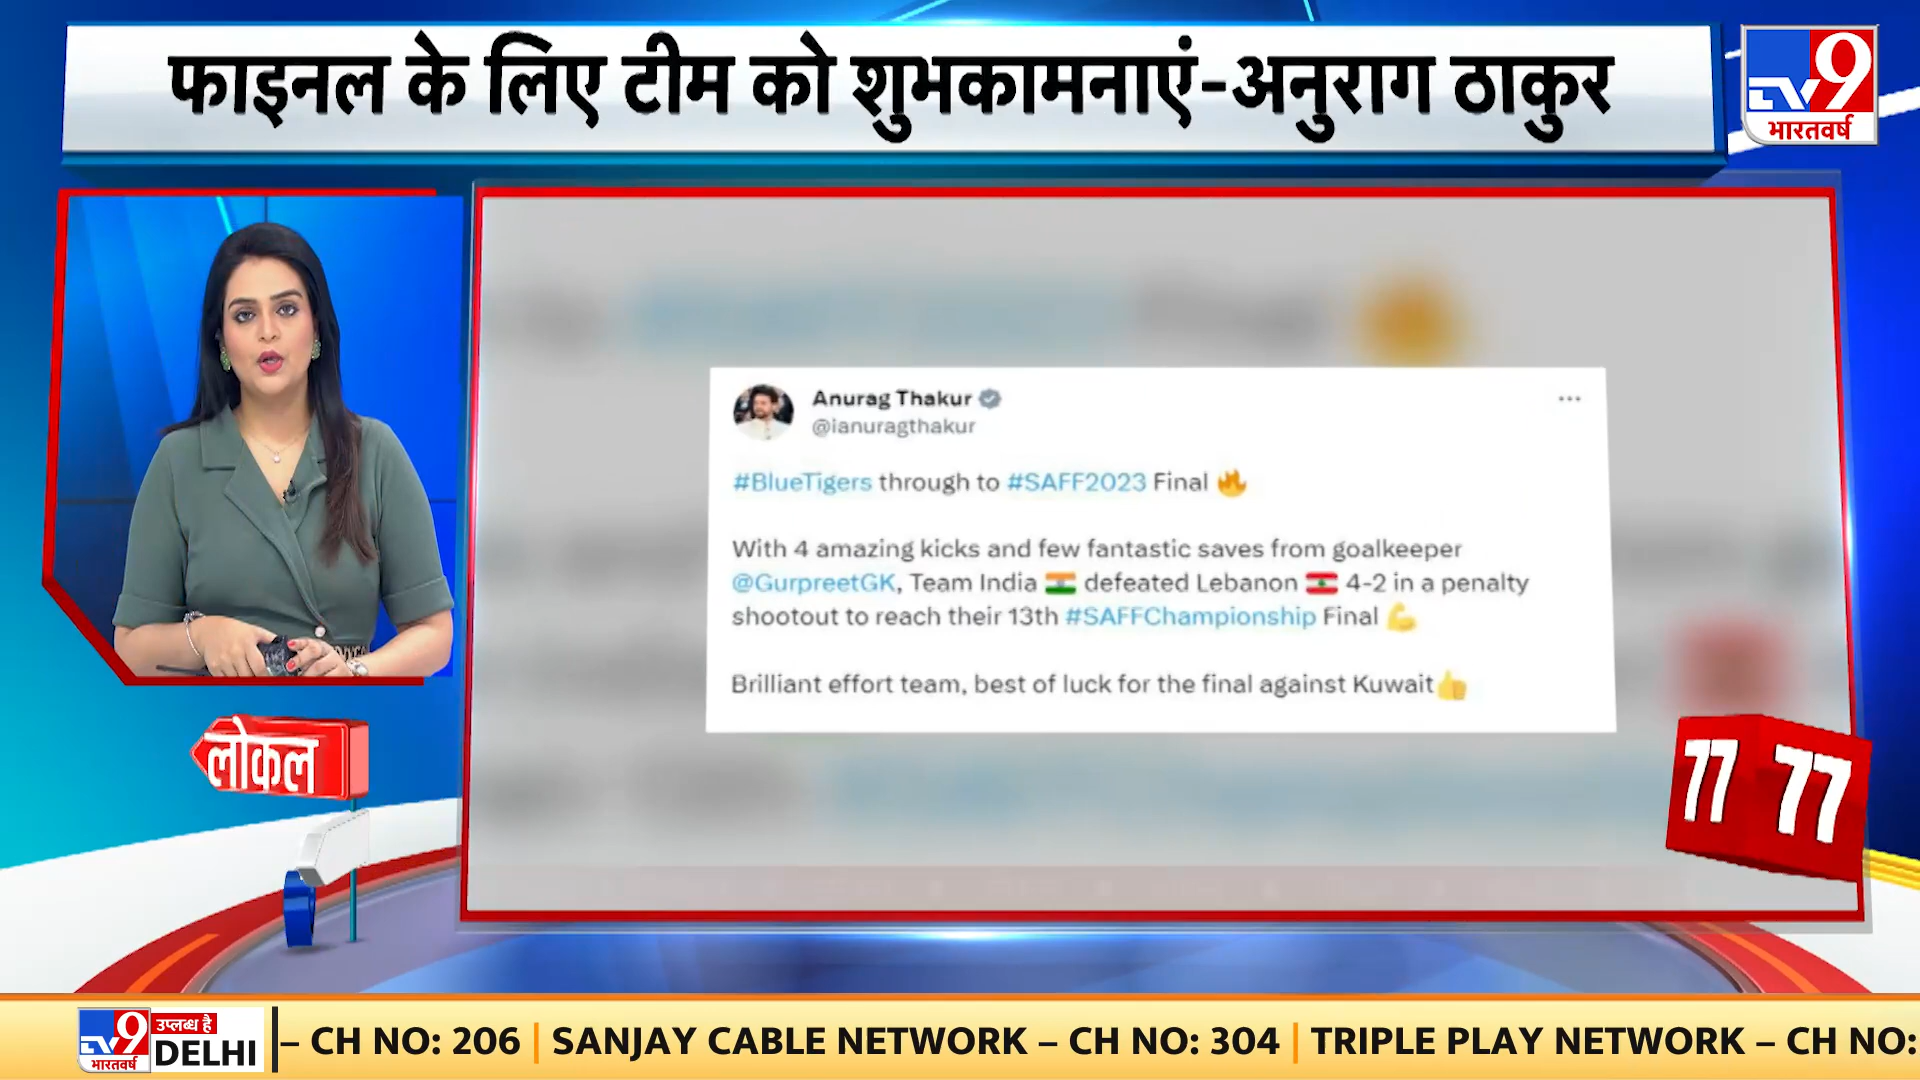 फाइनल के लिए टीम को शुभकामनाएं-अनुराग ठाकुर
TV9
भारतवर्ष
Anurag Thakur
@ianuragthakur
#BlueTigers through to #SAFF2023 Final 🔥
With 4 amazing kicks and few fantastic saves from goalkeeper
@GurpreetGK, Team India 🇮🇳 defeated Lebanon 🇱🇧 4-2 in a penalty
shootout to reach their 13th #SAFFChampionship Final 💪
Brilliant effort team, best of luck for the final against Kuwait👍
लोकल
77 77
TV9 भारतवर्ष उपलब्ध है DELHI
– CH NO: 206 | SANJAY CABLE NETWORK – CH NO: 304 | TRIPLE PLAY NETWORK – CH NO: